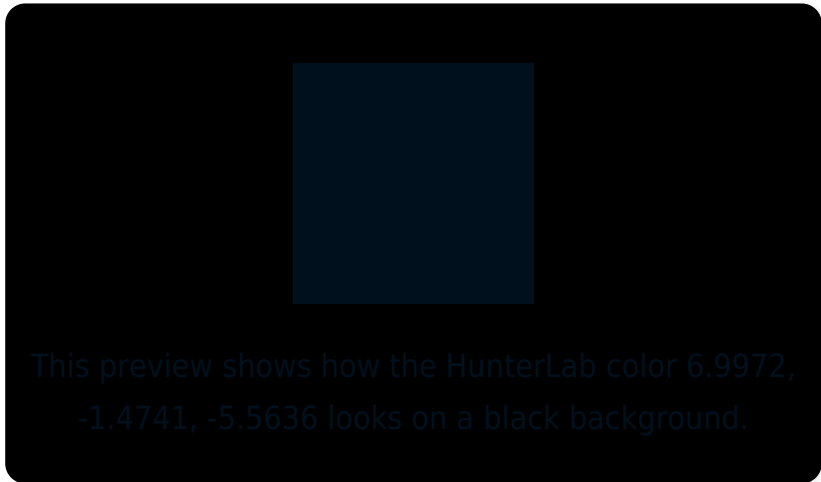 This preview shows how the HunterLab color 6.9972,
-1.4741, -5.5636 looks on a black background.